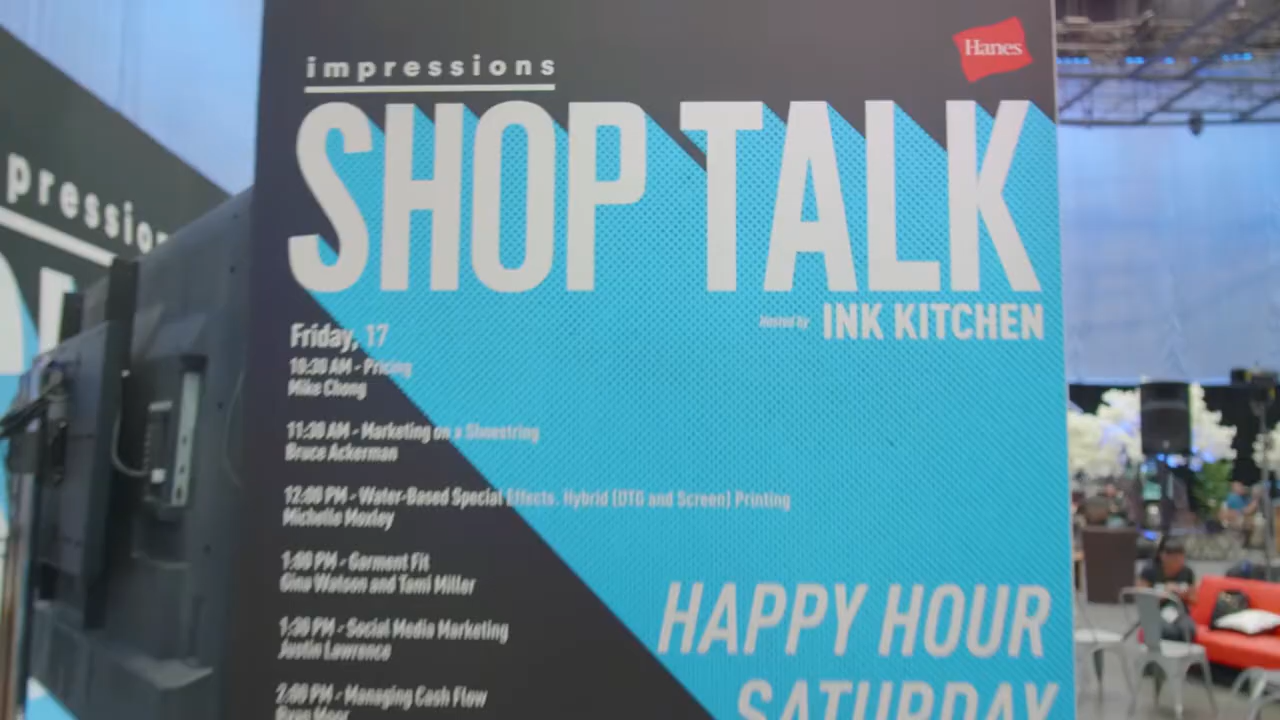 impressions
Hanes
SHOP TALK
Hosted by INK KITCHEN
Friday, 17
10:30 AM - Pricing
Mike Chong
11:30 AM - Marketing on a Shoestring
Bruce Ackerman
12:00 PM - Water-Based Special Effects, Hybrid (DTG and Screen) Printing
Michelle Moxley
1:00 PM - Garment Fit
Gina Watson and Tami Miller
1:30 PM - Social Media Marketing
Justin Lawrence
2:00 PM - Managing Cash Flow
HAPPY HOUR
SATURDAY
pression